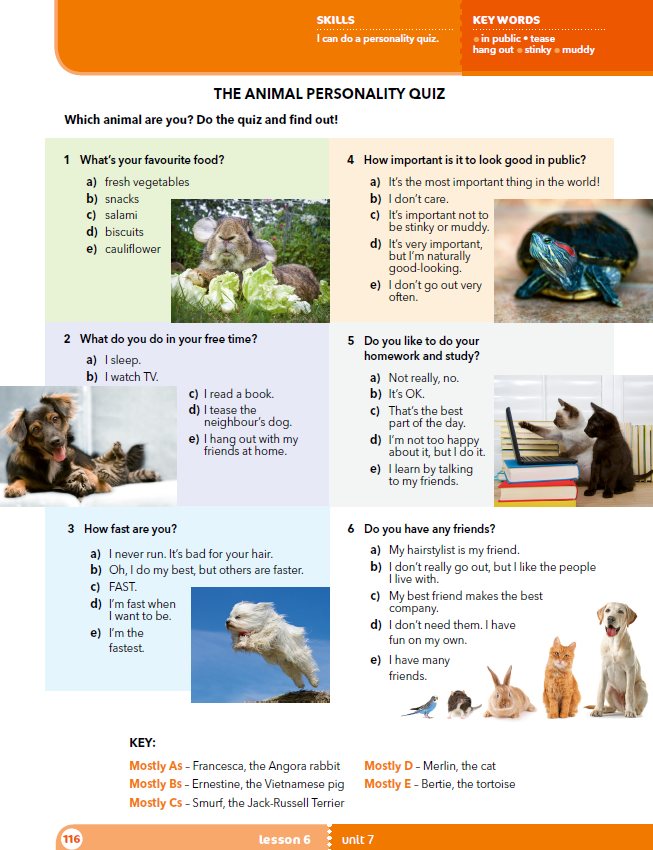 SKILLS
I can do a personality quiz.
KEY WORDS
• in public • tease
hang out • stinky • muddy
THE ANIMAL PERSONALITY QUIZ
Which animal are you? Do the quiz and find out!
1 What's your favourite food?
a) fresh vegetables
b) snacks
c) salami
d) biscuits
e) cauliflower
2 What do you do in your free time?
a) I sleep.
b) I watch TV.
c) I read a book.
d) I tease the
neighbour's dog.
e) I hang out with my
friends at home.
3 How fast are you?
a) I never run. It's bad for your hair.
b) Oh, I do my best, but others are faster.
c) FAST.
d) I'm fast when
I want to be.
e) I'm the
fastest.
4 How important is it to look good in public?
a) It's the most important thing in the world!
b) I don't care.
c) It's important not to
be stinky or muddy.
d) It's very important,
but I'm naturally
good-looking.
e) I don't go out very
often.
5 Do you like to do your
homework and study?
a) Not really, no.
b) It's OK.
c) That's the best
part of the day.
d) I'm not too happy
about it, but I do it.
e) I learn by talking
to my friends.
6 Do you have any friends?
a) My hairstylist is my friend.
b) I don't really go out, but I like the people
I live with.
c) My best friend makes the best
company.
d) I don't need them. I have
fun on my own.
e) I have many
friends.
KEY:
Mostly As – Francesca, the Angora rabbit
Mostly Bs – Ernestine, the Vietnamese pig
Mostly Cs – Smurf, the Jack-Russell Terrier
Mostly D – Merlin, the cat
Mostly E – Bertie, the tortoise
116
lesson 6
unit 7